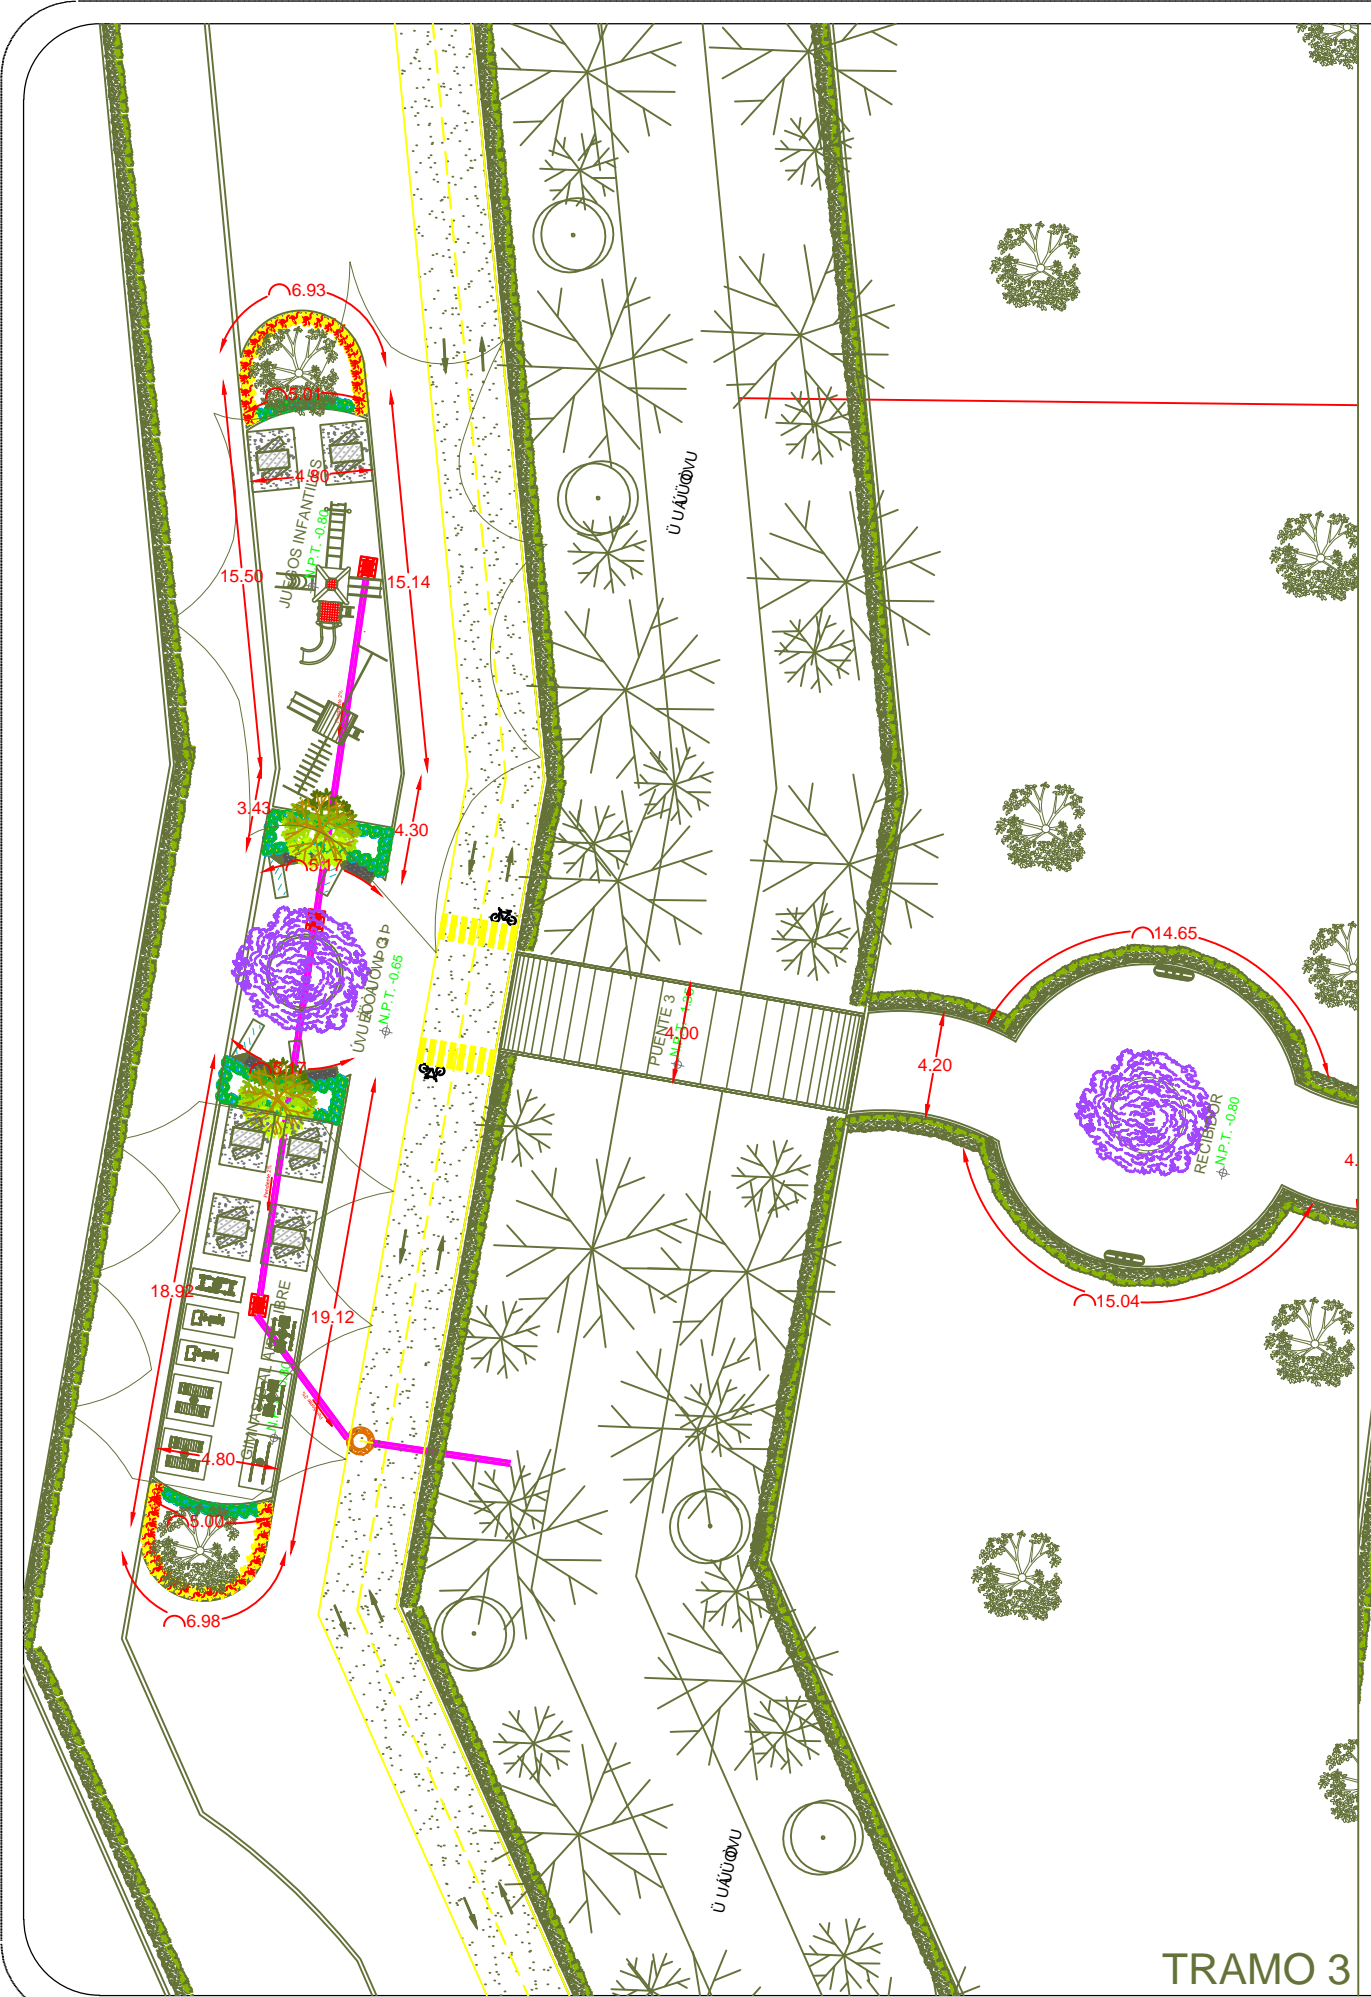 6.93
5.01
4.80
JUEGOS INFANTILES
N.P.T. -0.80
15.50
15.14
3.43
4.30
5.17
N.P.T. -0.65
PUENTE 3
4.00
14.65
4.20
RECIBIDOR
N.P.T. -0.80
15.04
4.
5.17
18.92
19.12
4.80
5.00
6.98
TRAMO 3